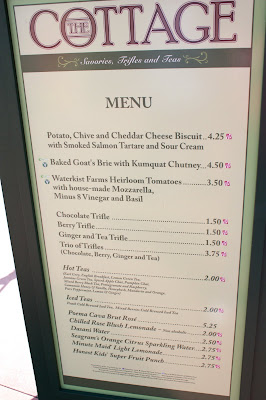 THE
COTTAGE
Savories, Trifles and Teas
MENU
Potato, Chive and Cheddar Cheese Biscuit...4.25
with Smoked Salmon Tartare and Sour Cream
Baked Goat's Brie with Kumquat Chutney....4.50
Waterkist Farms Heirloom Tomatoes..............3.50
with house-made Mozzarella,
Minus 8 Vinegar and Basil
Chocolate Trifle 1.50
Berry Trifle 1.50
Ginger and Tea Trifle 1.50
Trio of Trifles 3.75
(Chocolate, Berry, Ginger and Tea)
Hot Teas 2.00
Iced Teas 2.00
Poema Cava Brut Rosé 5.25
Chilled Rose Blush Lemonade 2.00
Dasani Water 2.50
Seagram's Orange Citrus Sparkling Water 2.75
Minute Maid Light Lemonade 2.75
Honest Kids Super Fruit Punch 2.75